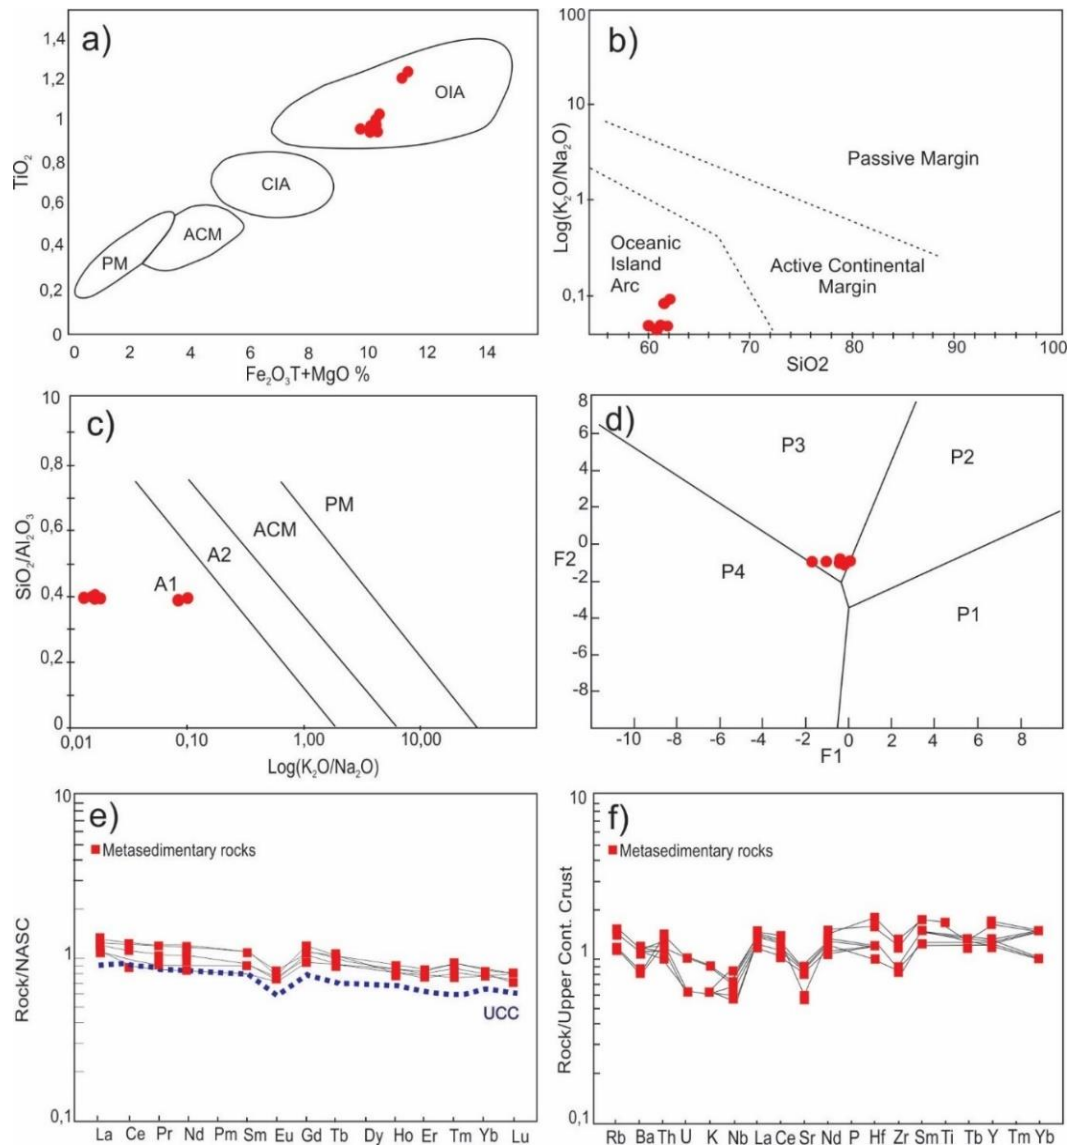 a)
1,4
1,2
1
0,8
0,6
0,4
0,2
0
TiO2
OIA
CIA
ACM
PM
0 2 4 6 8 10 12 14
Fe2O3T+MgO %
b)
100
10
1
0,1
Log(K2O/Na2O)
Passive Margin
Oceanic
Island
Arc
Active Continental
Margin
60 70 80 90 100
SiO2
c)
10
0,8
0,6
0,4
0,2
0
SiO2/Al2O3
PM
ACM
A2
A1
0,01 0,10 1,00 10,00
Log(K2O/Na2O)
d)
8
6
4
2
0
-2
-4
-6
-8
F2
P3
P2
P4
P1
-10 -8 -6 -4 -2 0 2 4 6 8
F1
e)
10
1
0,1
Rock/NASC
Metasedimentary rocks
UCC
La Ce Pr Nd Pm Sm Eu Gd Tb Dy Ho Er Tm Yb Lu
f)
10
1
0.1
Rock/Upper Cont. Crust
Metasedimentary rocks
Rb Ba Th U K Nb La Ce Sr Nd P Hf Zr Sm Ti Tb Y Tm Yb